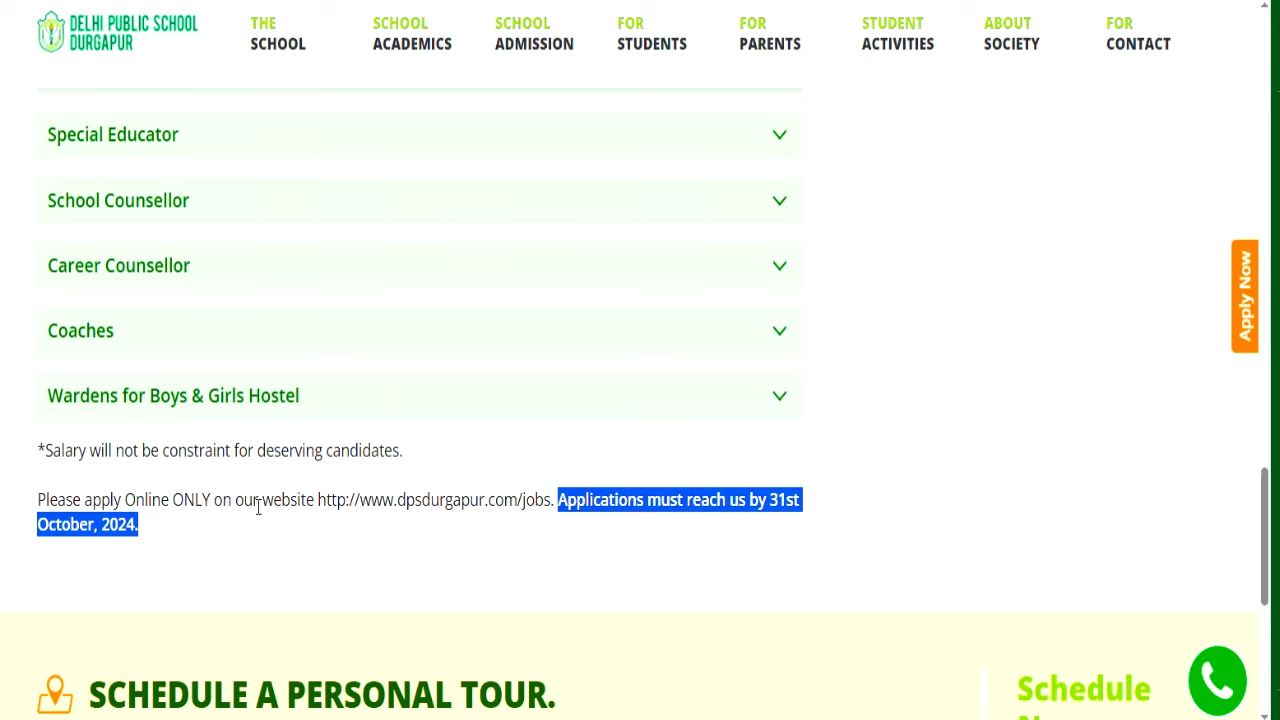 DELHI PUBLIC SCHOOL
DURGAPUR
THE
SCHOOL
SCHOOL
ACADEMICS
SCHOOL
ADMISSION
FOR
STUDENTS
FOR
PARENTS
STUDENT
ACTIVITIES
ABOUT
SOCIETY
FOR
CONTACT
Special Educator
School Counsellor
Career Counsellor
Coaches
Wardens for Boys & Girls Hostel
*Salary will not be constraint for deserving candidates.
Please apply Online ONLY on our website http://www.dpsdurgapur.com/jobs. Applications must reach us by 31st
October, 2024.
Apply Now
SCHEDULE A PERSONAL TOUR.
Schedule